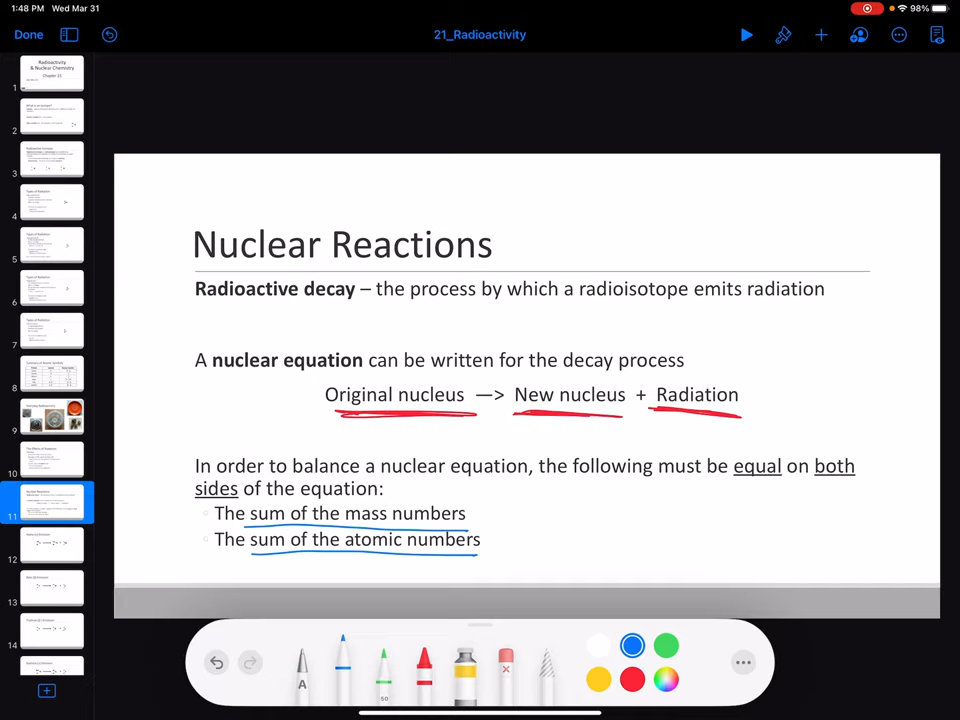 1:48 PM Wed Mar 31
98%
Done
21_Radioactivity
Radioactivity
& Nuclear Chemistry
Chapter 21
1
2
3
4
5
6
7
8
9
10
11
12
13
14
Nuclear Reactions
Radioactive decay – the process by which a radioisotope emits radiation
A nuclear equation can be written for the decay process
Original nucleus —> New nucleus + Radiation
In order to balance a nuclear equation, the following must be equal on both
sides of the equation:
The sum of the mass numbers
The sum of the atomic numbers
A
50